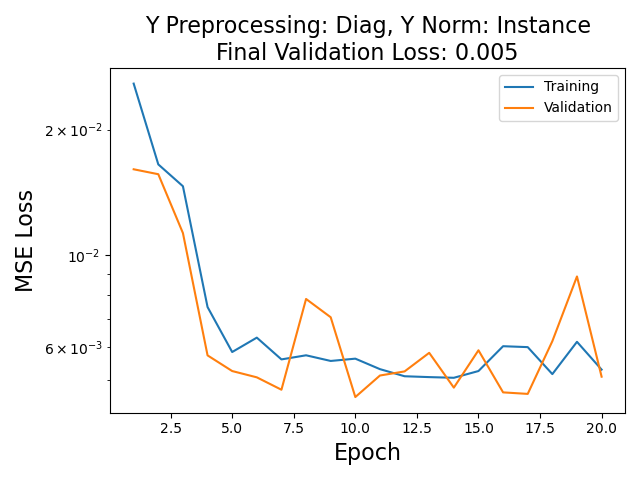 Y Preprocessing: Diag, Y Norm: Instance
Final Validation Loss: 0.005
Training
Validation
2 × 10⁻²
10⁻²
6 × 10⁻³
MSE Loss
2.5 5.0 7.5 10.0 12.5 15.0 17.5 20.0
Epoch